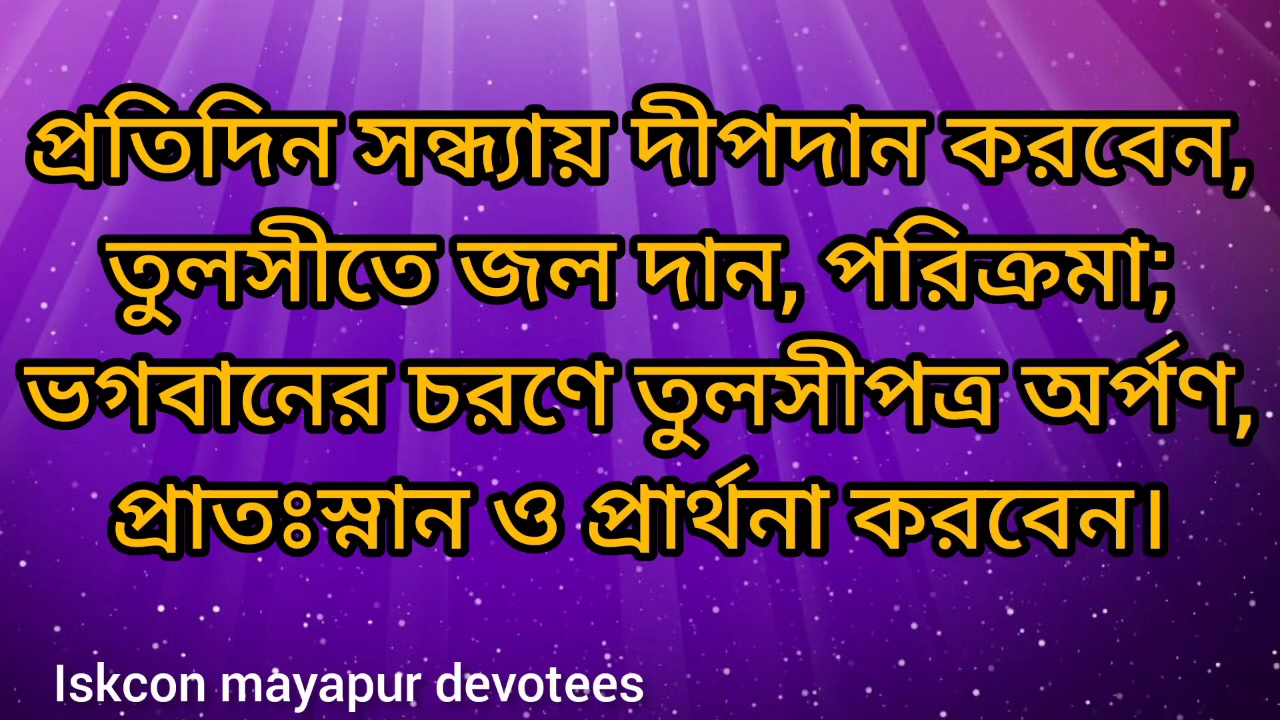 প্রতিদিন সন্ধ্যায় দীপদান করবেন,
তুলসীতে জল দান, পরিক্রমা;
ভগবানের চরণে তুলসীপত্র অর্পণ,
প্রাতঃস্নান ও প্রার্থনা করবেন।
Iskcon mayapur devotees